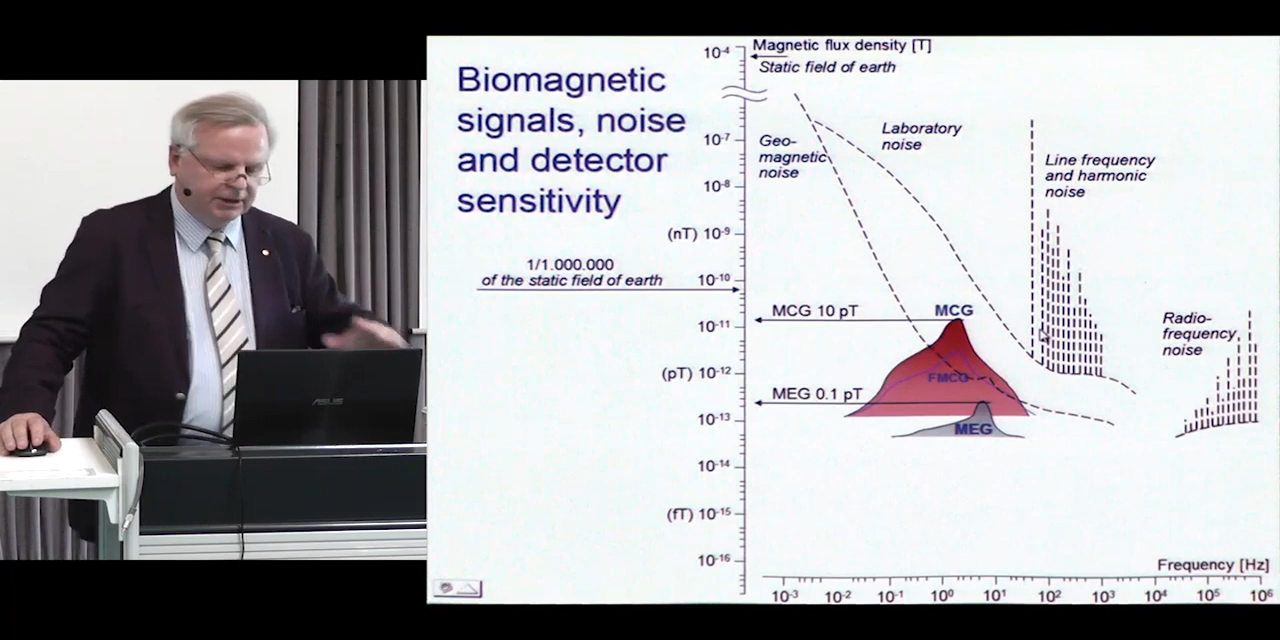 Biomagnetic
signals, noise
and detector
sensitivity
1/1.000.000
of the static field of earth
Magnetic flux density [T]
Static field of earth
10⁻⁴
10⁻⁷
10⁻⁸
(nT) 10⁻⁹
10⁻¹⁰
10⁻¹¹
(pT) 10⁻¹²
10⁻¹³
10⁻¹⁴
(fT) 10⁻¹⁵
10⁻¹⁶
Geo-
magnetic
noise
Laboratory
noise
Line frequency
and harmonic
noise
Radio-
frequency
noise
MCG 10 pT
MCG
FMCG
MEG 0.1 pT
MEG
Frequency [Hz]
10⁻³ 10⁻² 10⁻¹ 10⁰ 10¹ 10² 10³ 10⁴ 10⁵ 10⁶
ASUS